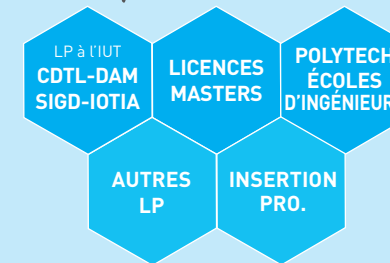 LP à l'IUT
CDTL-DAM
SIGD-IOTIA
LICENCES
MASTERS
POLYTECH
ÉCOLES
D'INGÉNIEUR
AUTRES
LP
INSERTION
PRO.